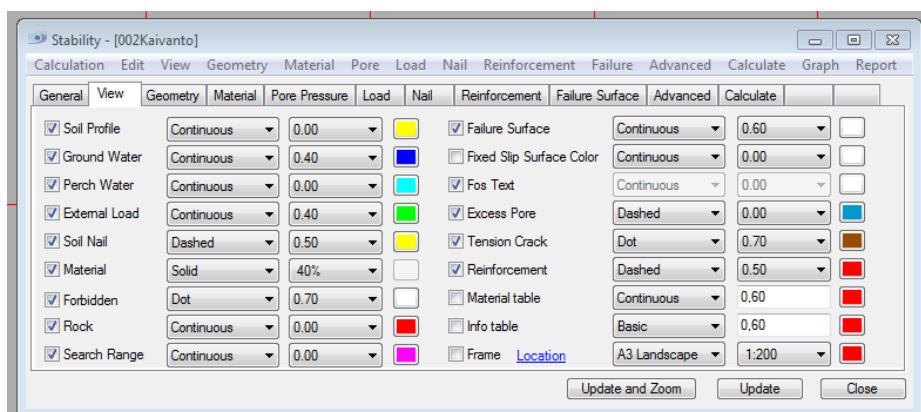 Stability - [002Kaivanto]
Calculation Edit View Geometry Material Pore Load Nail Reinforcement Failure Advanced Calculate Graph Report
General View Geometry Material Pore Pressure Load Nail Reinforcement Failure Surface Advanced Calculate
Soil Profile Continuous 0.00 Failure Surface Continuous 0.60
Ground Water Continuous 0.40 Fixed Slip Surface Color Continuous 0.00
Perch Water Continuous 0.00 Fos Text Continuous 0.00
External Load Continuous 0.40 Excess Pore Dashed 0.00
Soil Nail Dashed 0.50 Tension Crack Dot 0.70
Material Solid 40% Reinforcement Dashed 0.50
Forbidden Dot 0.70 Material table Continuous 0,60
Rock Continuous 0.00 Info table Basic 0,60
Search Range Continuous 0.00 Frame Location A3 Landscape 1:200
Update and Zoom Update Close